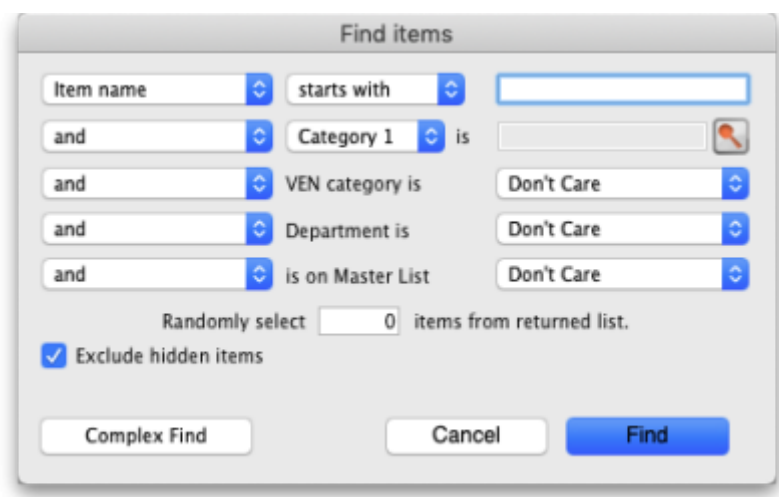 Find items
Item name starts with
and Category 1 is
and VEN category is Don't Care
and Department is Don't Care
and is on Master List Don't Care
Randomly select 0 items from returned list.
Exclude hidden items
Complex Find Cancel Find